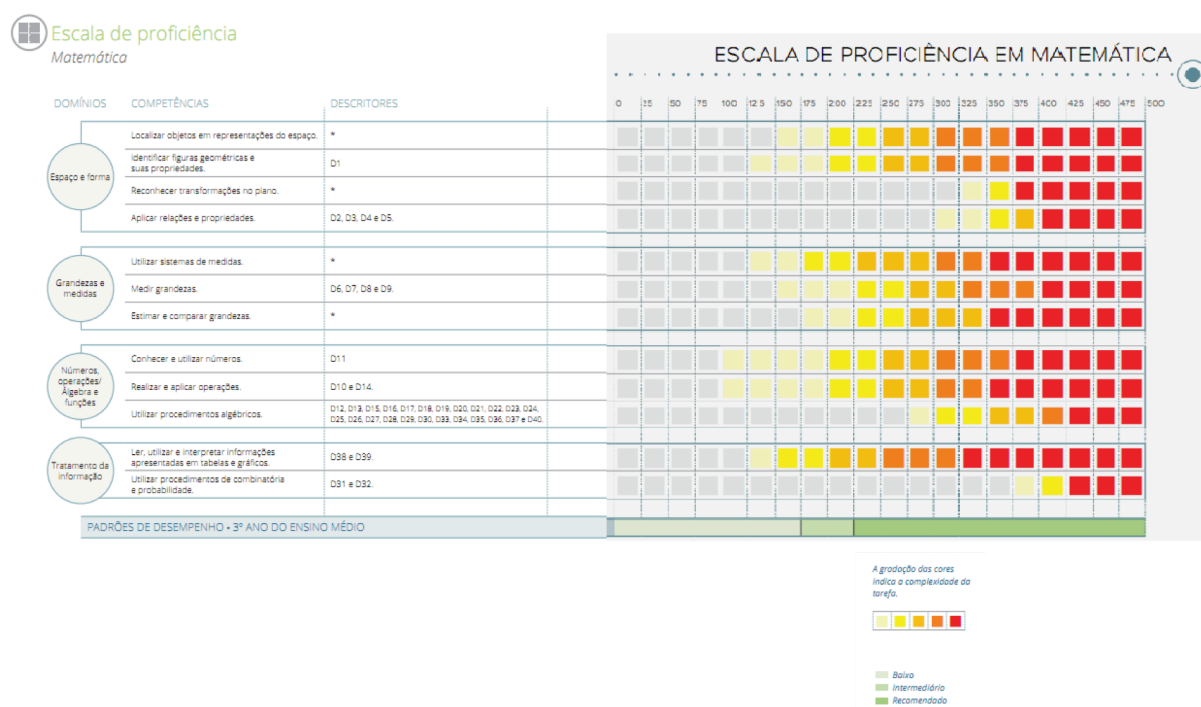 Escala de proficiência
Matemática
ESCALA DE PROFICIÊNCIA EM MATEMÁTICA
DOMÍNIOS COMPETÊNCIAS DESCRITORES 0 25 50 75 100 125 150 175 200 225 250 275 300 325 350 375 400 425 450 475 500
Espaço e forma
Localizar objetos em representações do espaço. *
Identificar figuras geométricas e
suas propriedades. D1
Reconhecer transformações no plano. *
Aplicar relações e propriedades. D2, D3, D4 e D5.
Grandezas e
medidas
Utilizar sistemas de medidas. *
Medir grandezas. D6, D7, D8 e D9.
Estimar e comparar grandezas. *
Números,
operações/
Álgebra e
funções
Conhecer e utilizar números. D11
Realizar e aplicar operações. D10 e D14.
Utilizar procedimentos algébricos. D12, D13, D15, D16, D17, D18, D19, D20, D21, D22, D23, D24,
D25, D26, D27, D28, D29, D30, D33, D34, D35, D36, D37 e D40.
Tratamento da
informação
Ler, utilizar e interpretar informações
apresentadas em tabelas e gráficos. D38 e D39.
Utilizar procedimentos de combinatória
e probabilidade. D31 e D32.
PADRÕES DE DESEMPENHO • 3º ANO DO ENSINO MÉDIO
A gradação das cores
indica a complexidade da
tarefa.
Baixo
Intermediário
Recomendado